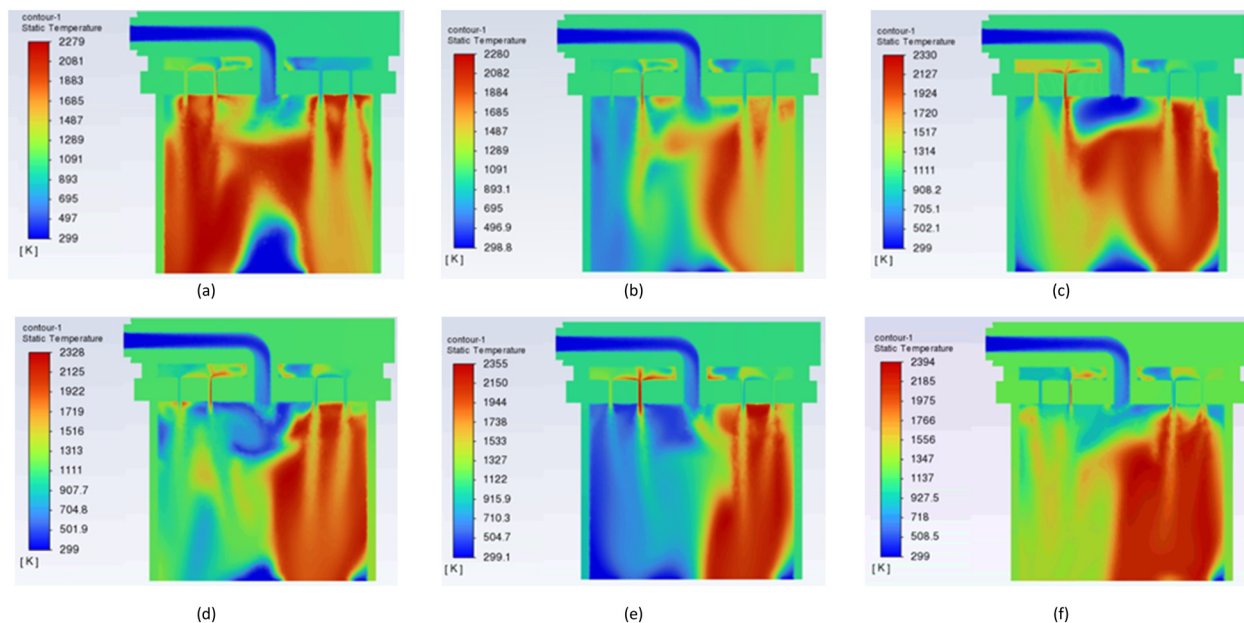 contour-1
Static Temperature
2279
2081
1883
1685
1487
1289
1091
893
695
497
299
[ K ]
(a)
contour-1
Static Temperature
2280
2082
1884
1685
1487
1289
1091
893.1
695
496.9
298.8
[ K ]
(b)
contour-1
Static Temperature
2330
2127
1924
1720
1517
1314
1111
908.2
705.1
502.1
299
[ K ]
(c)
contour-1
Static Temperature
2328
2125
1922
1719
1516
1313
1111
907.7
704.8
501.9
299
[ K ]
(d)
contour-1
Static Temperature
2355
2150
1944
1738
1533
1327
1122
915.9
710.3
504.7
299.1
[ K ]
(e)
contour-1
Static Temperature
2394
2185
1975
1766
1556
1347
1137
927.5
718
508.5
299
[ K ]
(f)